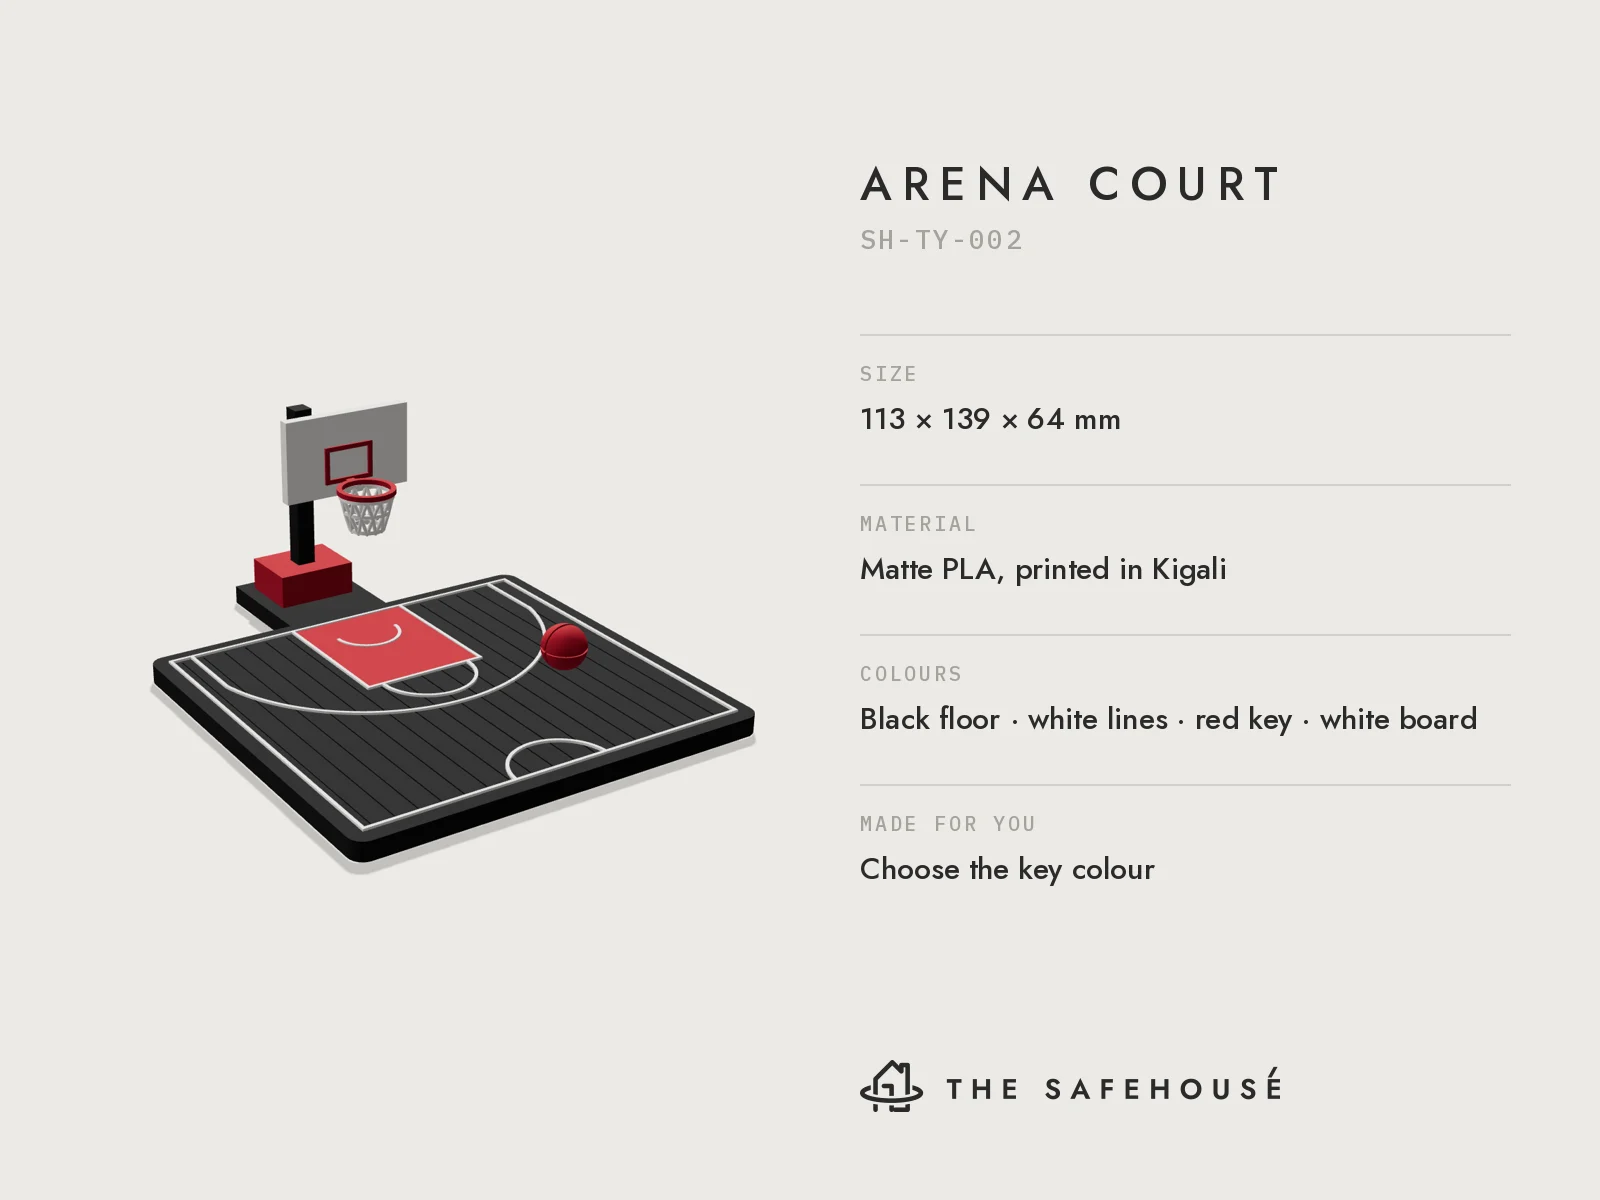 ARENA COURT
SH-TY-002
SIZE
113 × 139 × 64 mm
MATERIAL
Matte PLA, printed in Kigali
COLOURS
Black floor · white lines · red key · white board
MADE FOR YOU
Choose the key colour
THE SAFEHOUSÉ